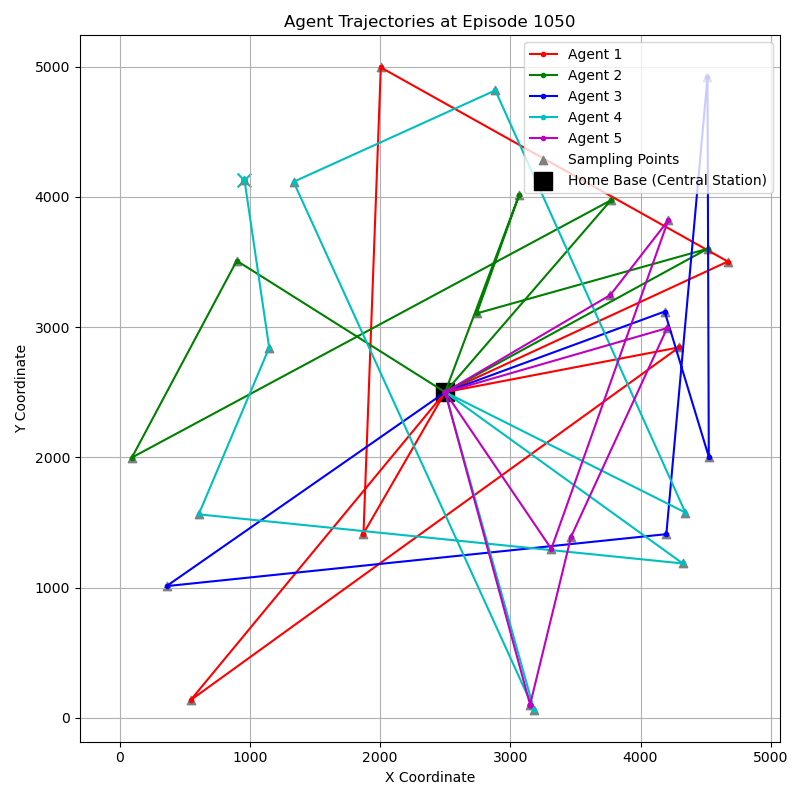 Agent Trajectories at Episode 1050
Y Coordinate
5000
4000
3000
2000
1000
0
Agent 1
Agent 2
Agent 3
Agent 4
Agent 5
Sampling Points
Home Base (Central Station)
0 1000 2000 3000 4000 5000
X Coordinate